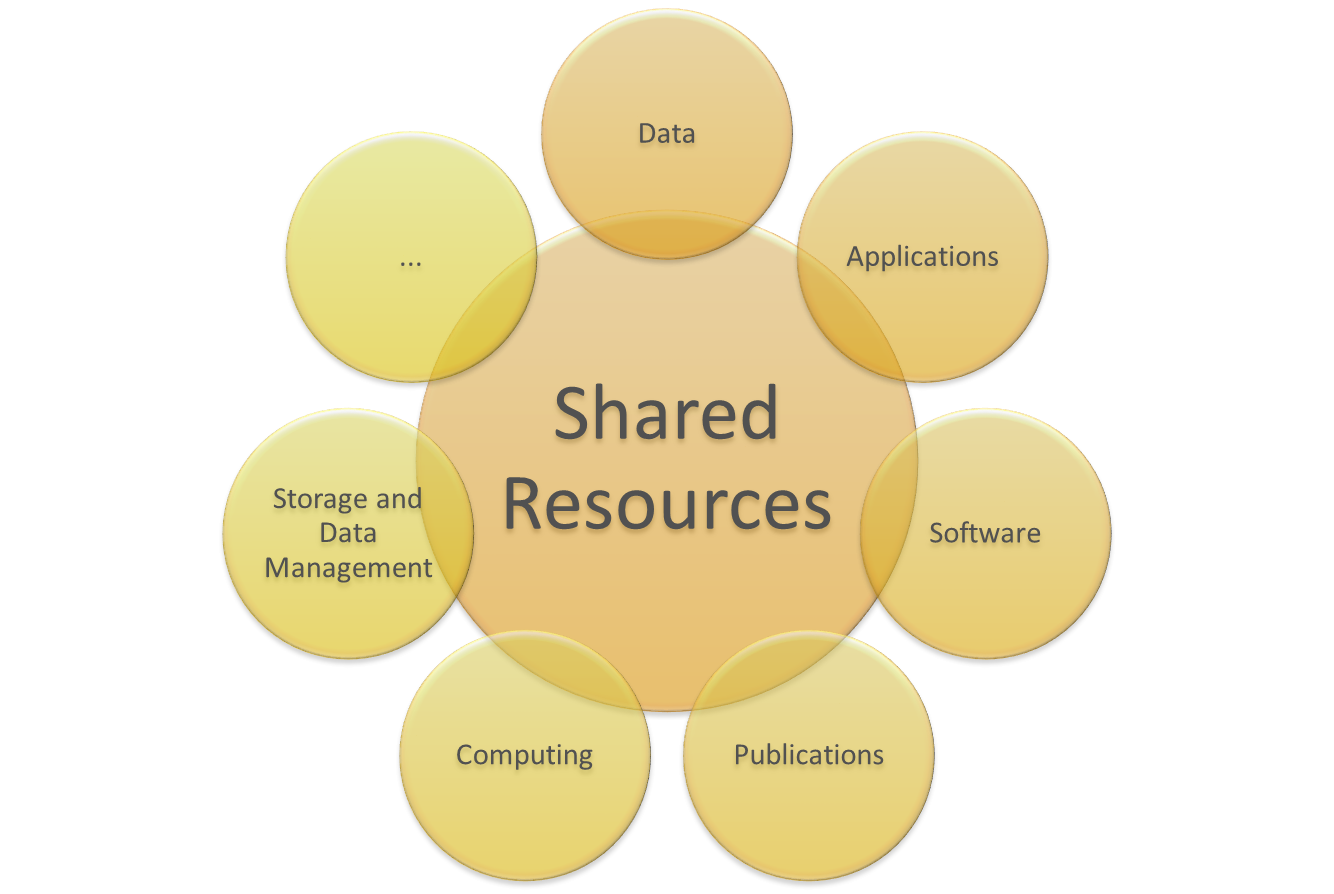 Data
Applications
Software
Publications
Computing
Storage and
Data
Management
...
Shared
Resources